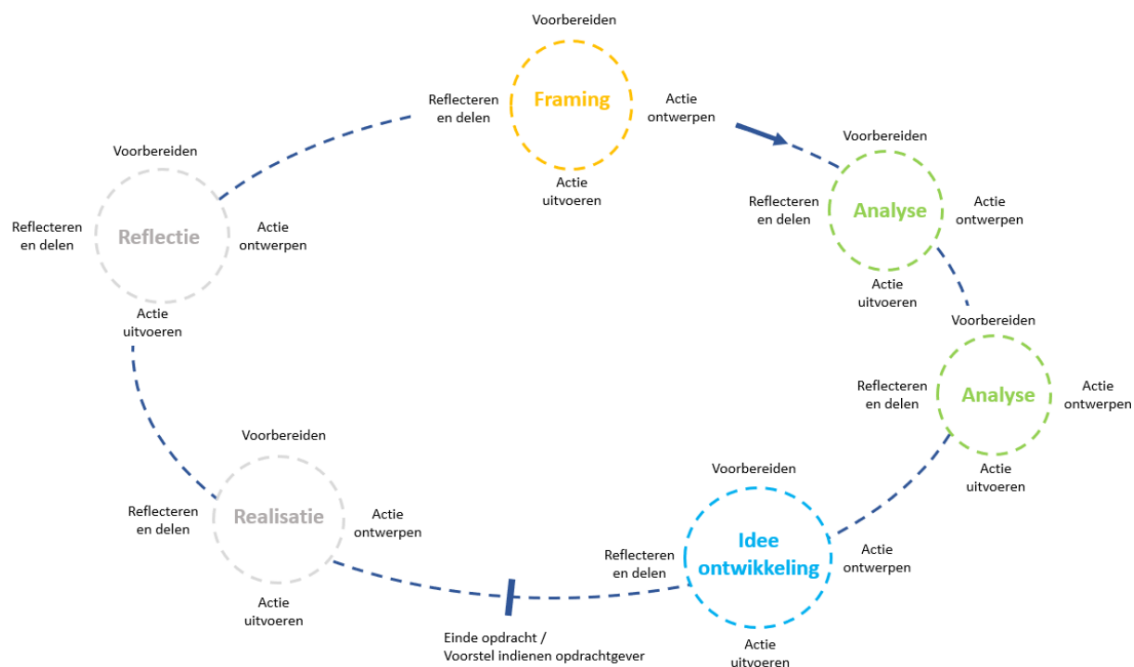 Voorbereiden
Framing
Reflecteren
en delen
Actie
ontwerpen
Actie
uitvoeren
Voorbereiden
Analyse
Reflecteren
en delen
Actie
ontwerpen
Actie
uitvoeren
Voorbereiden
Analyse
Reflecteren
en delen
Actie
ontwerpen
Actie
uitvoeren
Voorbereiden
Idee
ontwikkeling
Reflecteren
en delen
Actie
ontwerpen
Actie
uitvoeren
Einde opdracht /
Voorstel indienen opdrachtgever
Voorbereiden
Realisatie
Reflecteren
en delen
Actie
ontwerpen
Actie
uitvoeren
Voorbereiden
Reflectie
Reflecteren
en delen
Actie
ontwerpen
Actie
uitvoeren